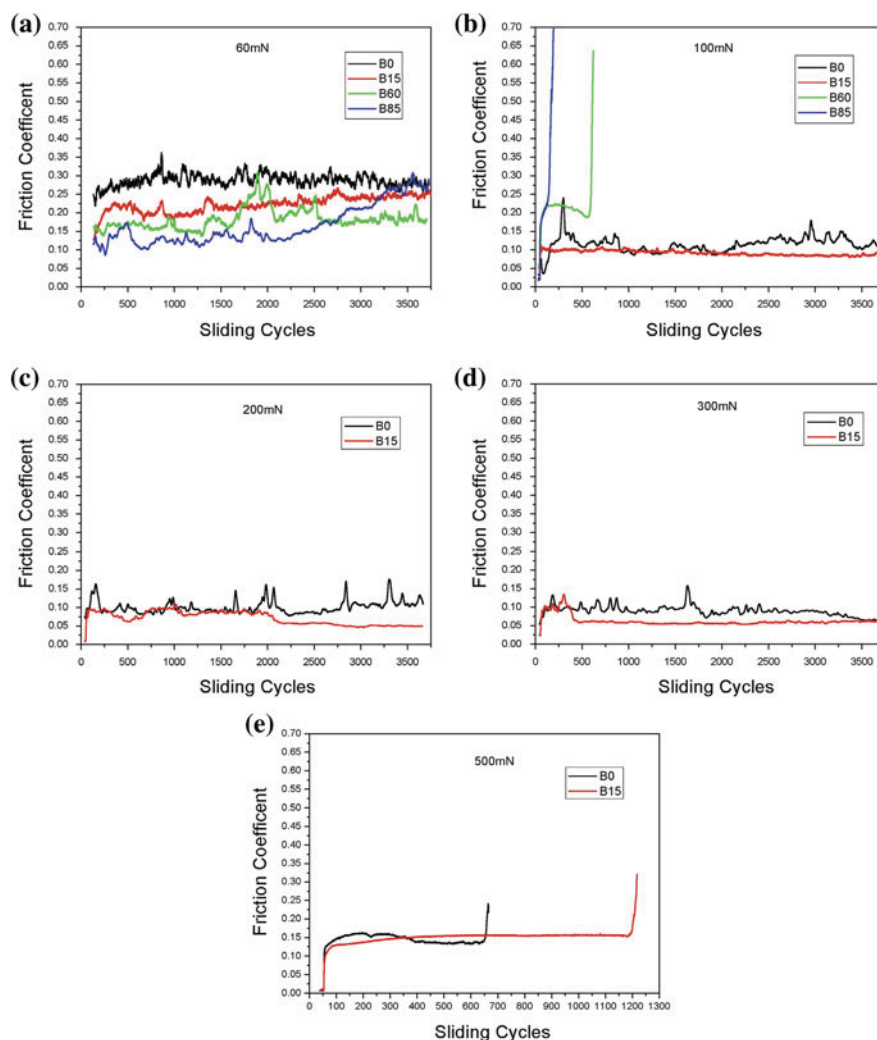 (a)
60mN
B0
B15
B60
B85
0.70
0.65
0.60
0.55
0.50
0.45
0.40
0.35
0.30
0.25
0.20
0.15
0.10
0.05
0.00
Friction Coefficent
0 500 1000 1500 2000 2500 3000 3500
Sliding Cycles
(b)
100mN
B0
B15
B60
B85
0.70
0.65
0.60
0.55
0.50
0.45
0.40
0.35
0.30
0.25
0.20
0.15
0.10
0.05
0.00
Friction Coefficent
0 500 1000 1500 2000 2500 3000 3500
Sliding Cycles
(c)
200mN
B0
B15
0.70
0.65
0.60
0.55
0.50
0.45
0.40
0.35
0.30
0.25
0.20
0.15
0.10
0.05
0.00
Friction Coefficent
0 500 1000 1500 2000 2500 3000 3500
Sliding Cycles
(d)
300mN
B0
B15
0.70
0.65
0.60
0.55
0.50
0.45
0.40
0.35
0.30
0.25
0.20
0.15
0.10
0.05
0.00
Friction Coefficent
0 500 1000 1500 2000 2500 3000 3500
Sliding Cycles
(e)
500mN
B0
B15
0.70
0.65
0.60
0.55
0.50
0.45
0.40
0.35
0.30
0.25
0.20
0.15
0.10
0.05
0.00
Friction Coefficent
0 100 200 300 400 500 600 700 800 900 1000 1100 1200 1300
Sliding Cycles